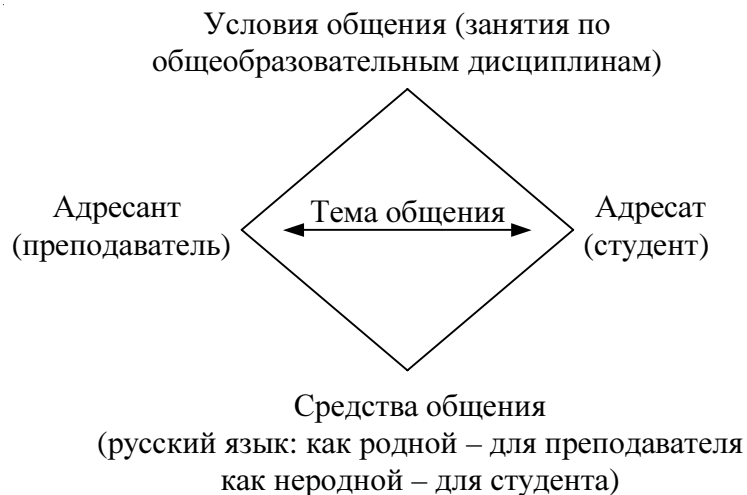 Условия общения (занятия по
общеобразовательным дисциплинам)
Адресант
(преподаватель)
Тема общения
Адресат
(студент)
Средства общения
(русский язык: как родной – для преподавателя
как неродной – для студента)